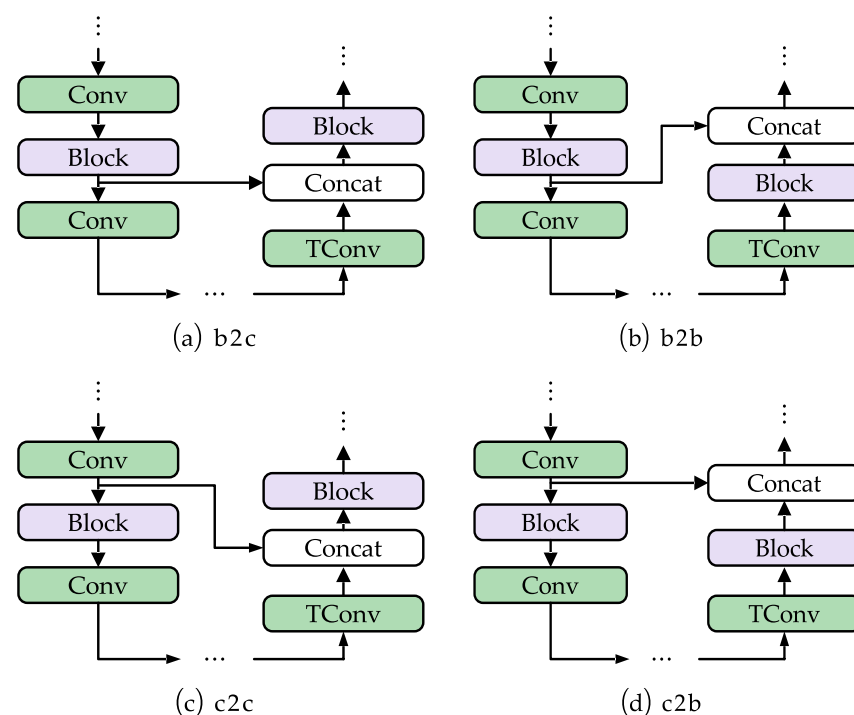 ⋮
Conv
Block
Conv
⋮
Block
Concat
TConv
...
(a) b2c
⋮
Conv
Block
Conv
⋮
Concat
Block
TConv
...
(b) b2b
⋮
Conv
Block
Conv
⋮
Block
Concat
TConv
...
(c) c2c
⋮
Conv
Block
Conv
⋮
Concat
Block
TConv
...
(d) c2b